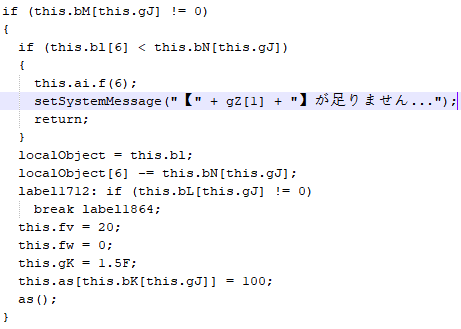 if (this.bM[this.gJ] != 0)
{
if (this.bl[6] < this.bN[this.gJ])
{
this.ai.f(6);
setSystemMessage("【" + gZ[1] + "】が足りません...");
return;
}
localObject = this.bl;
localObject[6] -= this.bN[this.gJ];
label1712: if (this.bL[this.gJ] != 0)
break label1864;
this.fv = 20;
this.fw = 0;
this.gK = 1.5F;
this.as[this.bK[this.gJ]] = 100;
as();
}